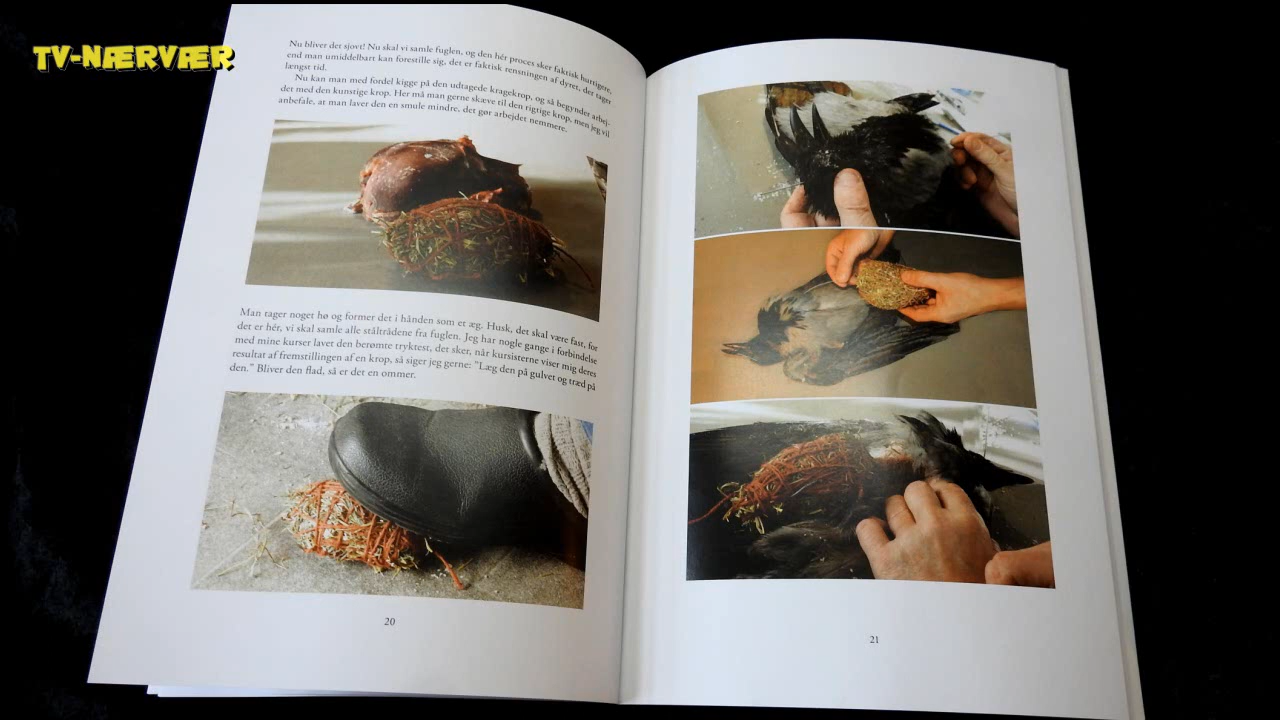 TV-NÆRVÆR
Nu bliver det sjovt! Nu skal vi samle fuglen, og den hér proces sker faktisk hurtigere,
end man umiddelbart kan forestille sig, det er faktisk rensningen af dyret, der tager
længst tid.
Nu kan man med fordel kigge på den udtagede kragekrop, og så begynder arbej-
det med den kunstige krop. Her må man gerne skæve til den rigtige krop, men jeg vil
anbefale, at man laver den en smule mindre, det gør arbejdet nemmere.
Man tager noget hø og former det i hånden som et æg. Husk, det skal være fast, for
det er hér, vi skal samle alle ståltrådene fra fuglen. Jeg har nogle gange i forbindelse
med mine kurser lavet den berømte tryktest, det sker, når kursisterne viser mig deres
resultat af fremstillingen af en krop, så siger jeg gerne: "Læg den på gulvet og træd på
den." Bliver den flad, så er det en ommer.
20
21